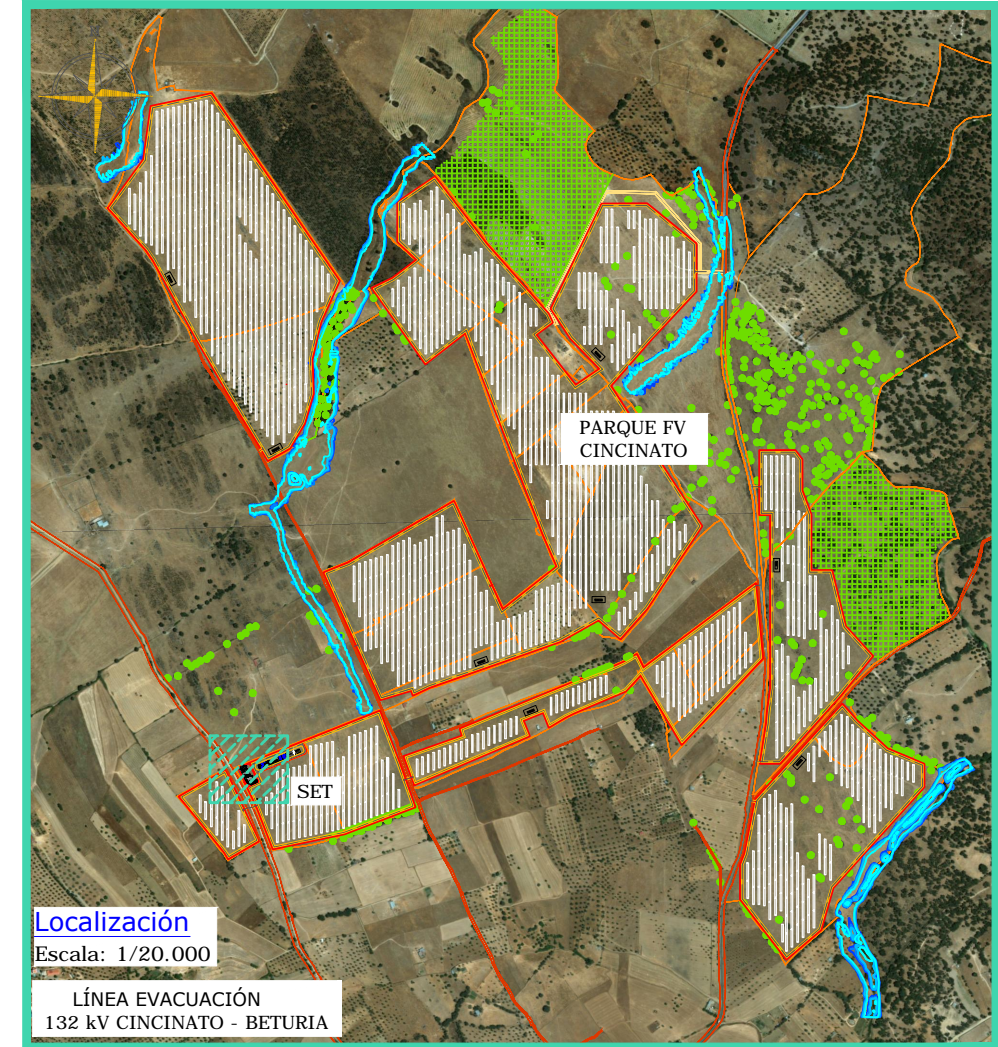 PARQUE FV
CINCINATO
SET
Localización
Escala: 1/20.000
LÍNEA EVACUACIÓN
132 kV CINCINATO - BETURIA